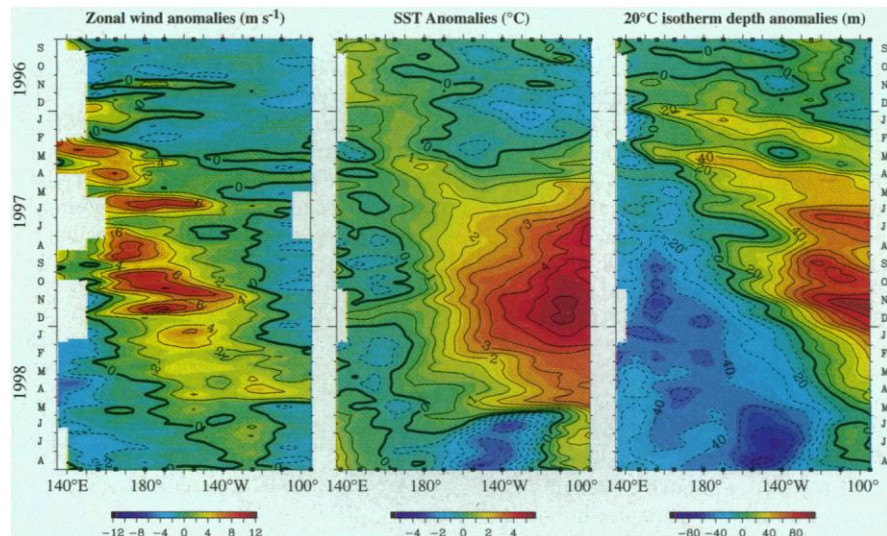 Zonal wind anomalies (m s-1) SST Anomalies (°C) 20°C isotherm depth anomalies (m)
1996 S O N D
1997 J F M A M J J A S O N D
1998 J F M A M J J A
S O N D J F M A M J J A S O N D J F M A M J J A
140°E 180° 140°W 100° 140°E 180° 140°W 100° 140°E 180° 140°W 100°
−12 −8 −4 0 4 8 12 −4 −2 0 2 4 −80 −40 0 40 80